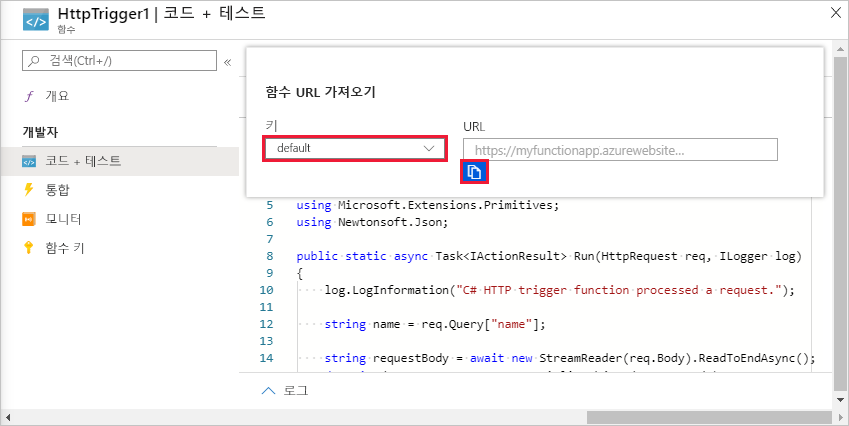 HttpTrigger1 | 코드 + 테스트
함수
검색(Ctrl+/)
«
개요
개발자
코드 + 테스트
통합
모니터
함수 키
함수 URL 가져오기
키
URL
default
https://myfunctionapp.azurewebsite...
5 using Microsoft.Extensions.Primitives;
6 using Newtonsoft.Json;
7
8 public static async Task<IActionResult> Run(HttpRequest req, ILogger log)
9 {
10 log.LogInformation("C# HTTP trigger function processed a request.");
11
12 string name = req.Query["name"];
13
14 string requestBody = await new StreamReader(req.Body).ReadToEndAsync();
로그